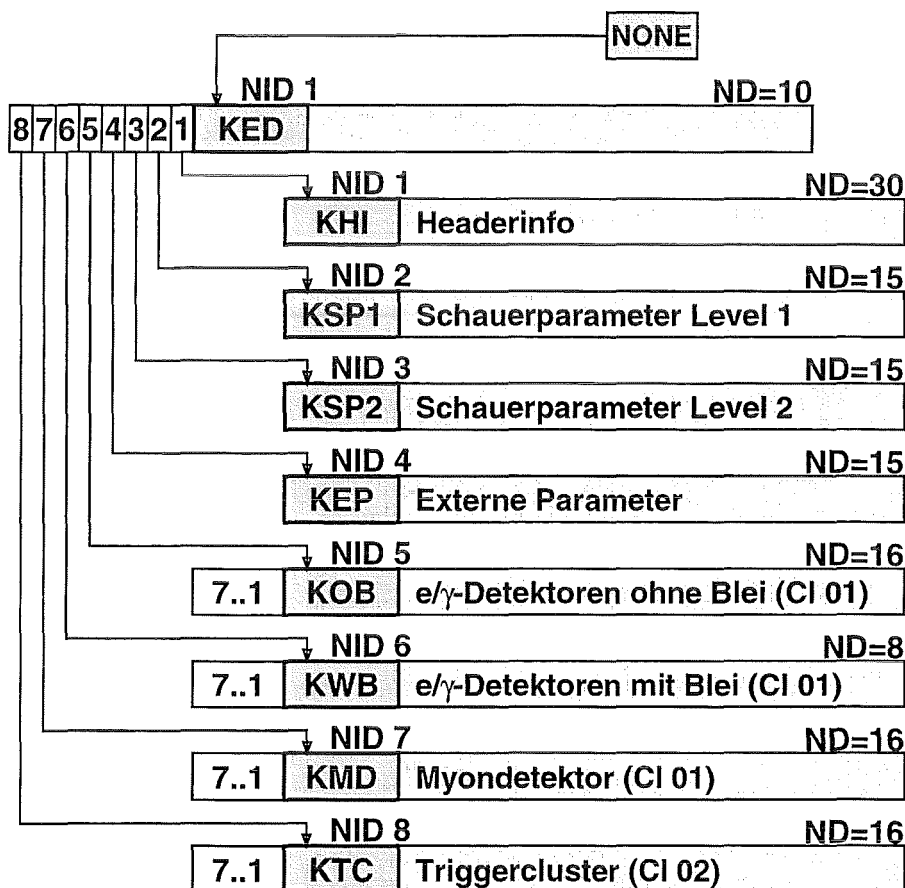 NONE
NID 1 ND=10
8 7 6 5 4 3 2 1 KED
NID 1 ND=30
KHI Headerinfo
NID 2 ND=15
KSP1 Schauerparameter Level 1
NID 3 ND=15
KSP2 Schauerparameter Level 2
NID 4 ND=15
KEP Externe Parameter
NID 5 ND=16
7..1 KOB e/γ-Detektoren ohne Blei (Cl 01)
NID 6 ND=8
7..1 KWB e/γ-Detektoren mit Blei (Cl 01)
NID 7 ND=16
7..1 KMD Myondetektor (Cl 01)
NID 8 ND=16
7..1 KTC Triggercluster (Cl 02)